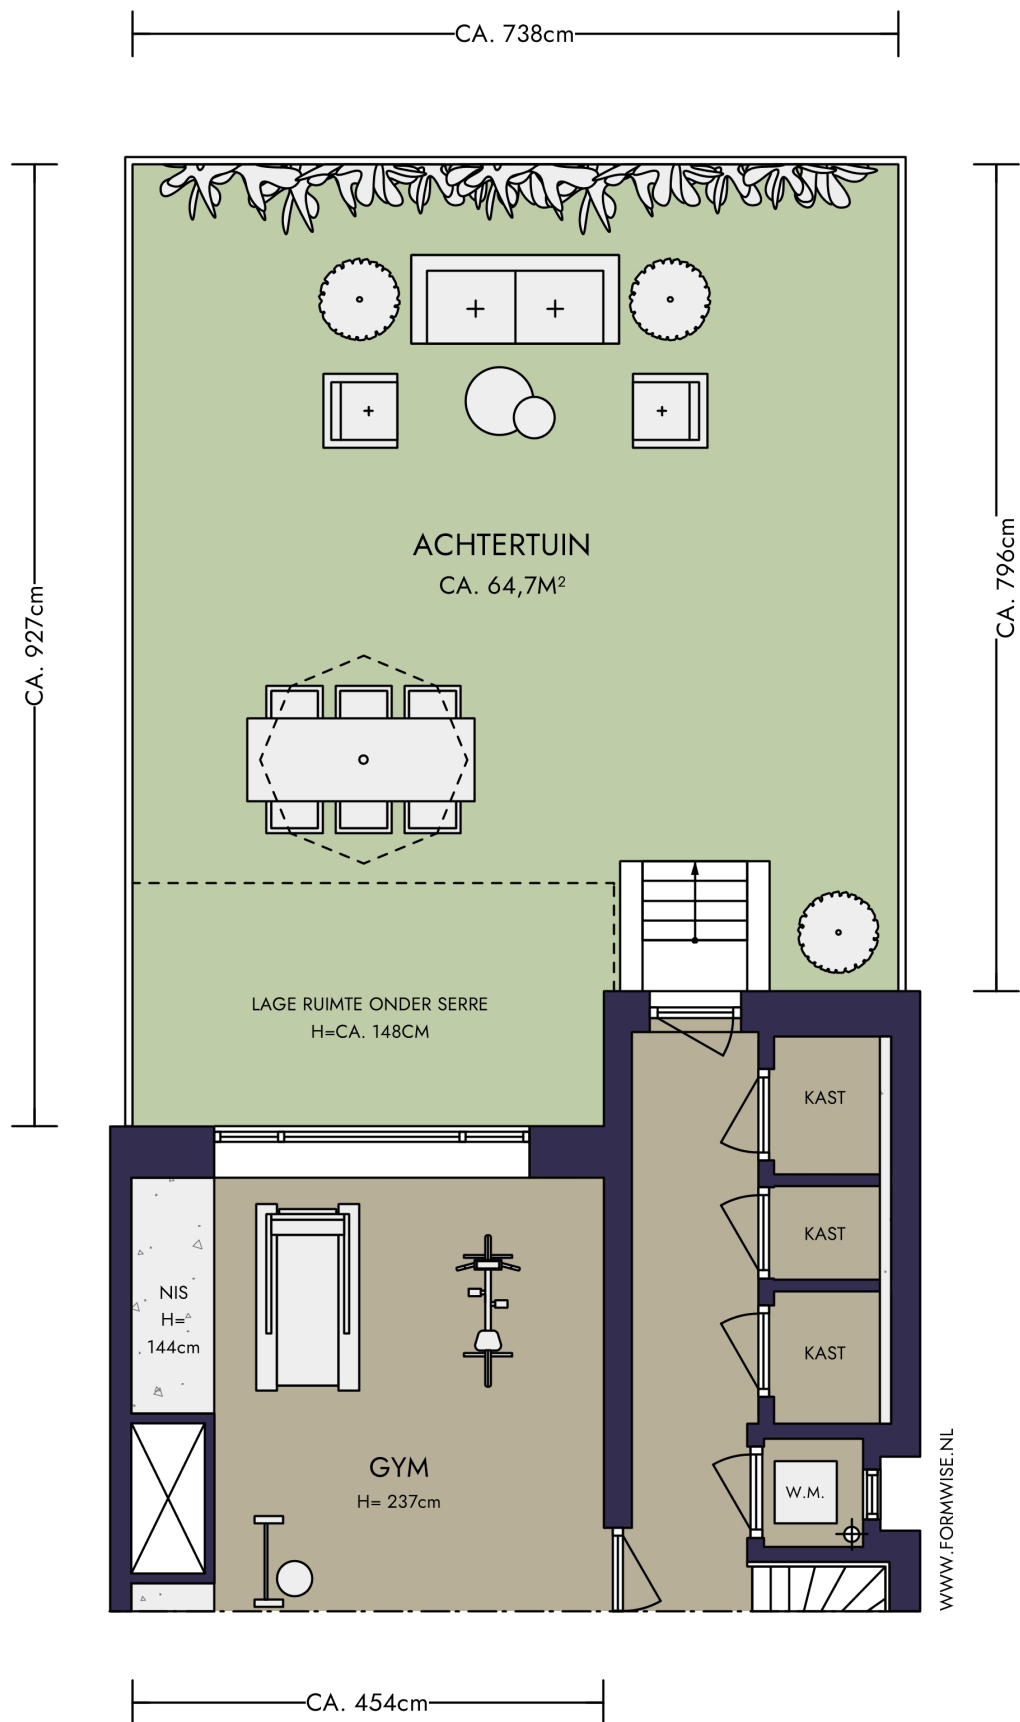 CA. 738cm
CA. 927cm
CA. 796cm
ACHTERTUIN
CA. 64,7M²
LAGE RUIMTE ONDER SERRE
H=CA. 148CM
KAST
KAST
KAST
NIS
H=
144cm
GYM
H= 237cm
W.M.
WWW.FORMWISE.NL
CA. 454cm